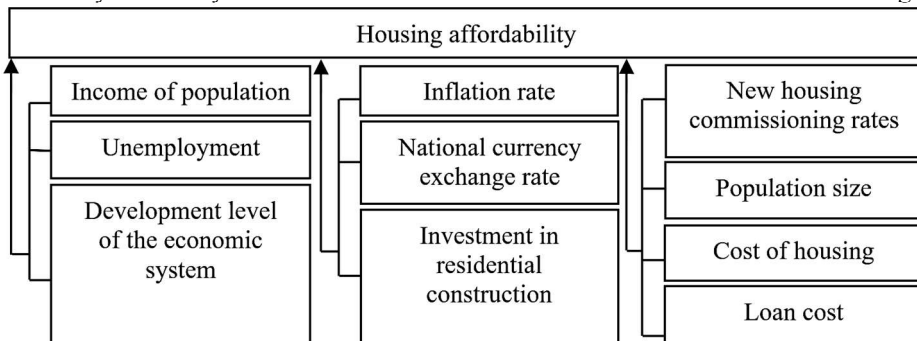 Housing affordability
Income of population
Unemployment
Development level
of the economic
system
Inflation rate
National currency
exchange rate
Investment in
residential
construction
New housing
commissioning rates
Population size
Cost of housing
Loan cost